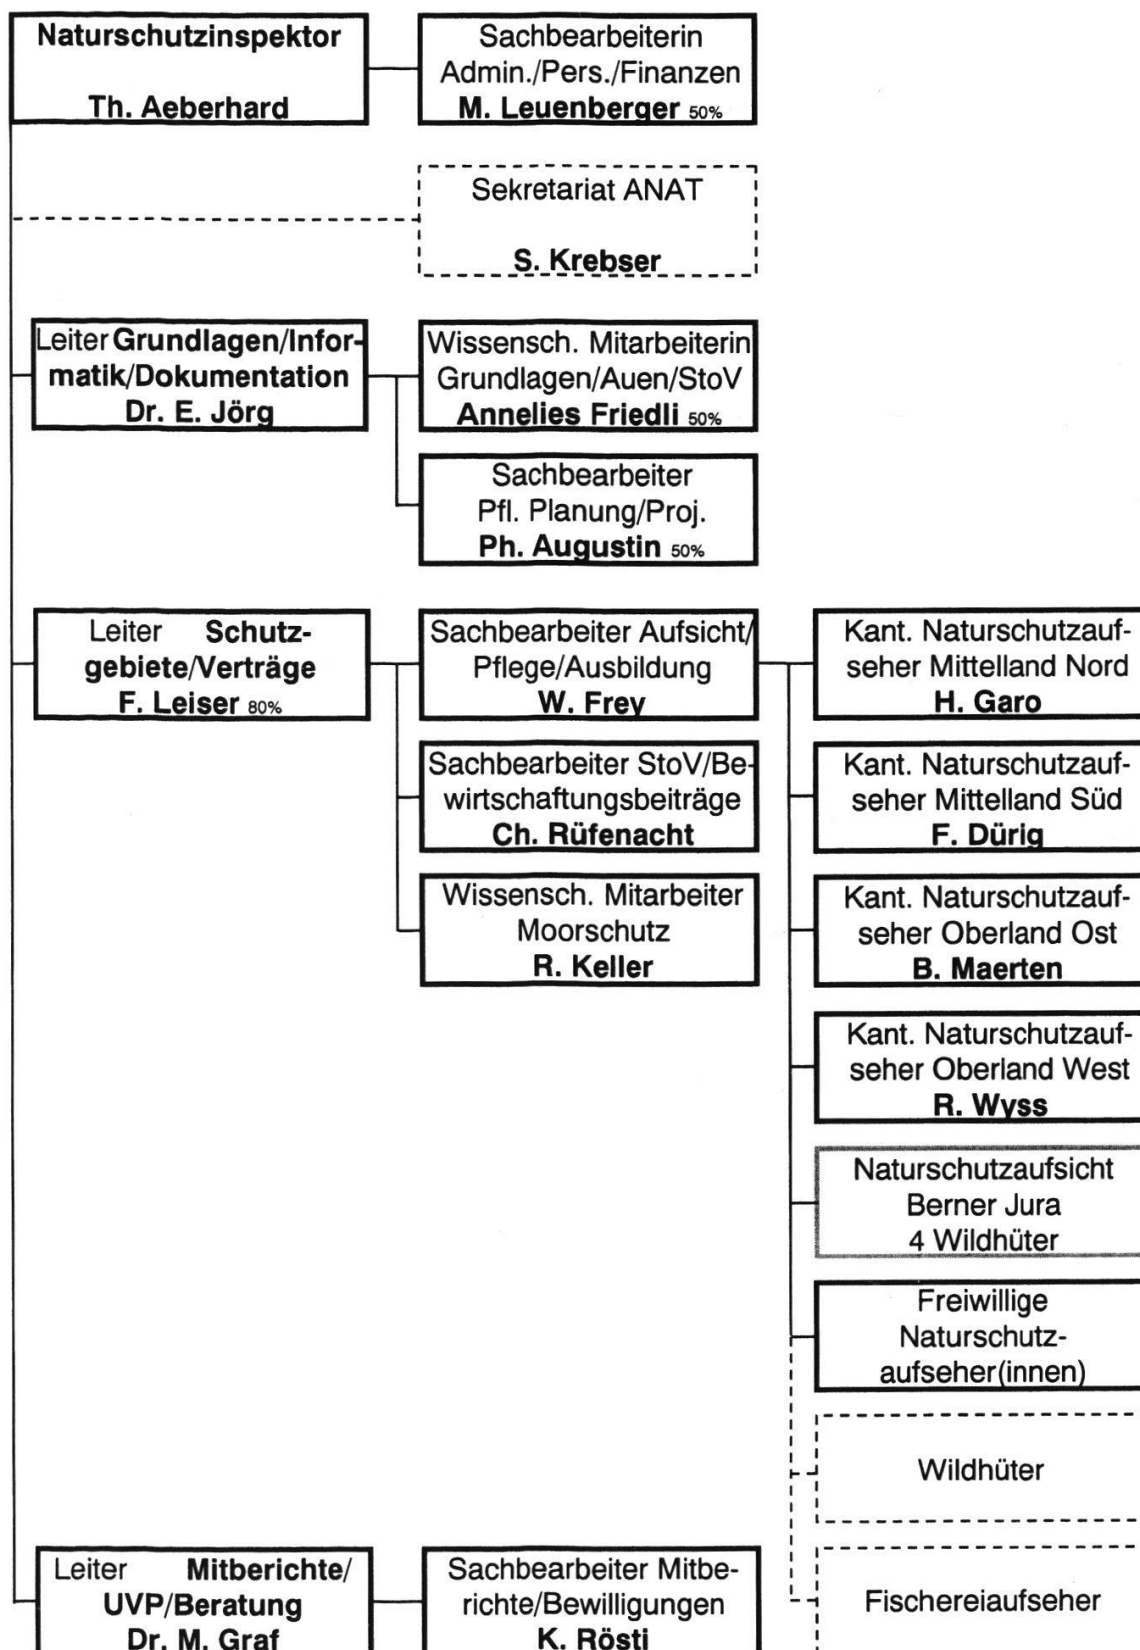 Naturschutzinspektor
Th. Aeberhard
Sachbearbeiterin
Admin./Pers./Finanzen
M. Leuenberger 50%
Sekretariat ANAT
S. Krebser
Leiter Grundlagen/Infor-
matik/Dokumentation
Dr. E. Jörg
Wissensch. Mitarbeiterin
Grundlagen/Auen/StoV
Annelies Friedli 50%
Sachbearbeiter
Pfl. Planung/Proj.
Ph. Augustin 50%
Leiter Schutz-
gebiete/Verträge
F. Leiser 80%
Sachbearbeiter Aufsicht/
Pflege/Ausbildung
W. Frey
Kant. Naturschutzauf-
seher Mittelland Nord
H. Garo
Sachbearbeiter StoV/Be-
wirtschaftungsbeiträge
Ch. Rüfenacht
Kant. Naturschutzauf-
seher Mittelland Süd
F. Dürig
Wissensch. Mitarbeiter
Moorschutz
R. Keller
Kant. Naturschutzauf-
seher Oberland Ost
B. Maerten
Kant. Naturschutzauf-
seher Oberland West
R. Wyss
Naturschutzaufsicht
Berner Jura
4 Wildhüter
Freiwillige
Naturschutz-
aufseher(innen)
Wildhüter
Leiter Mitberichte/
UVP/Beratung
Dr. M. Graf
Sachbearbeiter Mitbe-
richte/Bewilligungen
K. Rösti
Fischereiaufseher